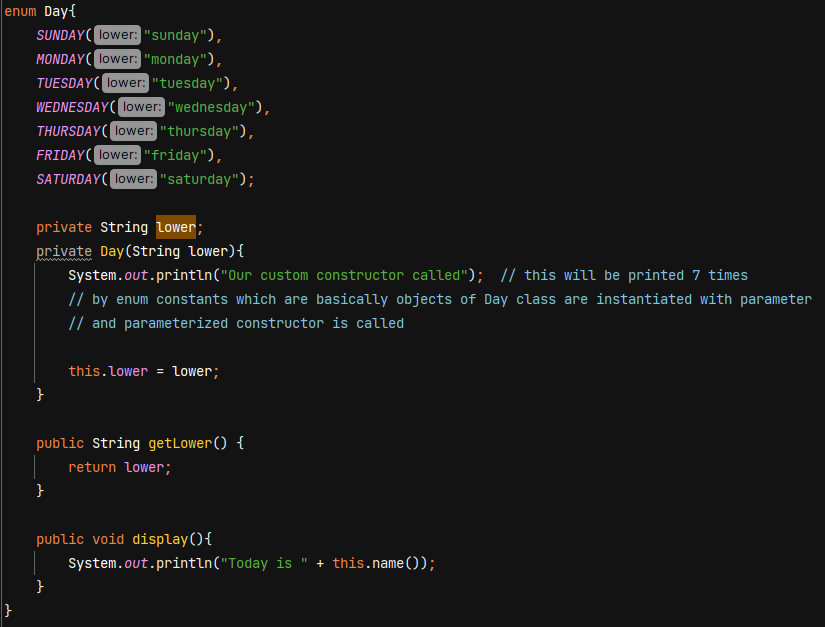 enum Day{
SUNDAY( lower: "sunday"),
MONDAY( lower: "monday"),
TUESDAY( lower: "tuesday"),
WEDNESDAY( lower: "wednesday"),
THURSDAY( lower: "thursday"),
FRIDAY( lower: "friday"),
SATURDAY( lower: "saturday");
private String lower;
private Day(String lower){
System.out.println("Our custom constructor called");  // this will be printed 7 times
// by enum constants which are basically objects of Day class are instantiated with parameter
// and parameterized constructor is called
this.lower = lower;
}
public String getLower() {
return lower;
}
public void display(){
System.out.println("Today is " + this.name());
}
}